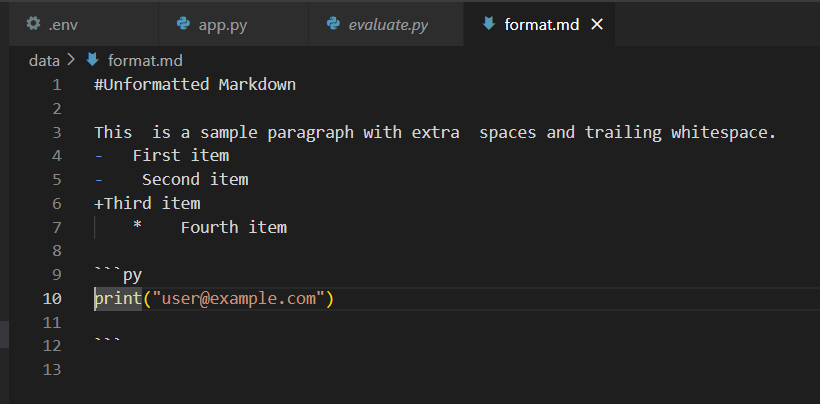 .env app.py evaluate.py format.md
data > format.md
1 #Unformatted Markdown
2
3 This  is a sample paragraph with extra  spaces and trailing whitespace.
4 -   First item
5 -    Second item
6 +Third item
7     *    Fourth item
8
9 ```py
10 print("user@example.com")
11
12 ```
13